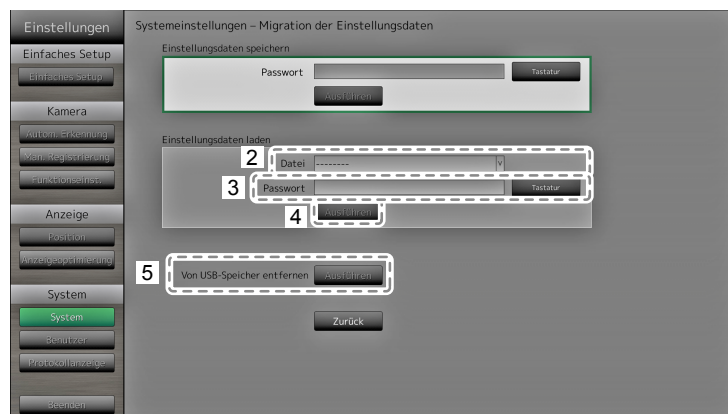 Einstellungen
Einfaches Setup
Einfaches Setup
Kamera
Autom. Erkennung
Man. Registrierung
Funktionseinst.
Anzeige
Position
Anzeigeoptimierung
System
System
Benutzer
Protokollanzeige
Beenden
Systemeinstellungen – Migration der Einstellungsdaten
Einstellungsdaten speichern
Passwort Tastatur
Ausführen
Einstellungsdaten laden
2 Datei -------- v
3 Passwort Tastatur
4 Ausführen
5 Von USB-Speicher entfernen Ausführen
Zurück